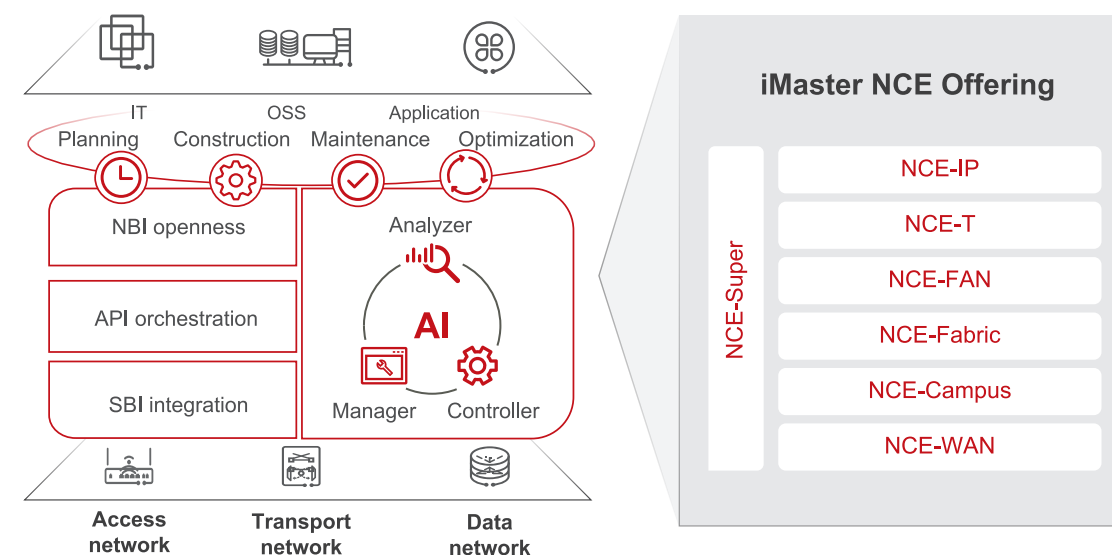 IT
OSS
Application
Planning
Construction
Maintenance
Optimization
NBI openness
API orchestration
SBI integration
Analyzer
AI
Manager
Controller
Access
network
Transport
network
Data
network
iMaster NCE Offering
NCE-Super
NCE-IP
NCE-T
NCE-FAN
NCE-Fabric
NCE-Campus
NCE-WAN